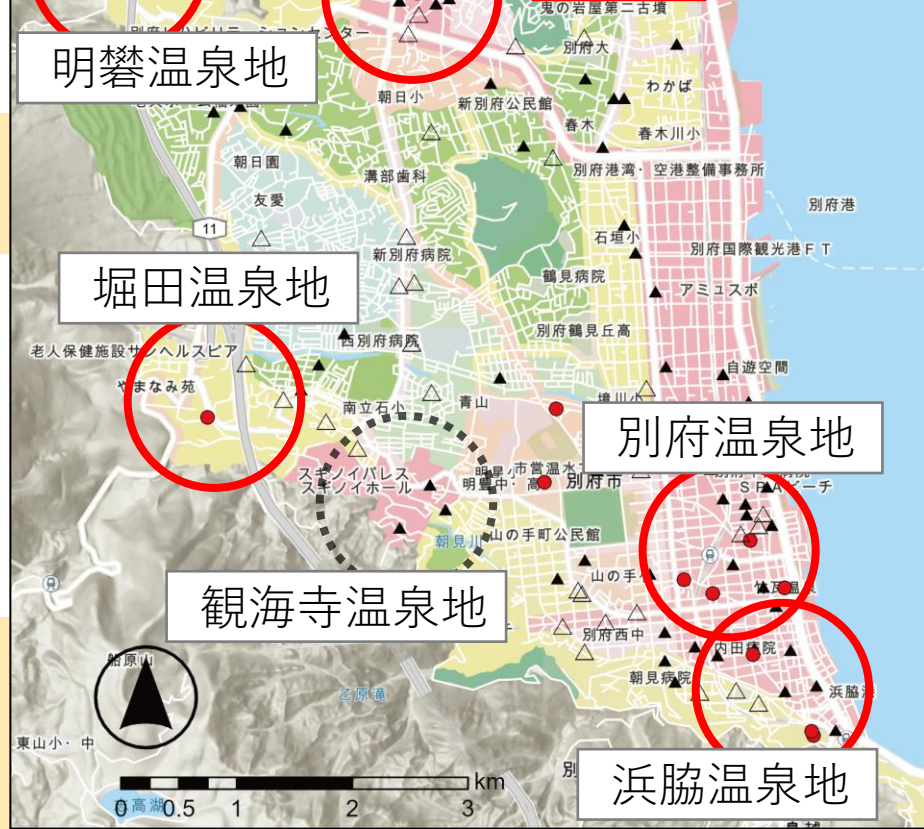 鬼の岩屋第二古墳
別府大
明礬温泉地
わかば
朝日小
新別府公民館
春木
春木川小
朝日園
溝部歯科
別府港湾・空港整備事務所
友愛
別府港
11
石垣小
新別府病院
別府国際観光港FT
鶴見病院
アミュスポ
堀田温泉地
西別府病院
別府鶴見丘高
老人保健施設サンヘルスピア
自遊空間
やまなみ苑
南立石小
青山
境川小
別府温泉地
スギノイパレス
スギノイホール
別府市
SPAビーチ
朝見川
山の手町公民館
山の手小
竹瓦温泉
観海寺温泉地
別府西中
内田病院
船原山
朝見病院
乙原滝
浜脇
東山小・中
浜脇温泉地
km
0 0.5 1 2 3